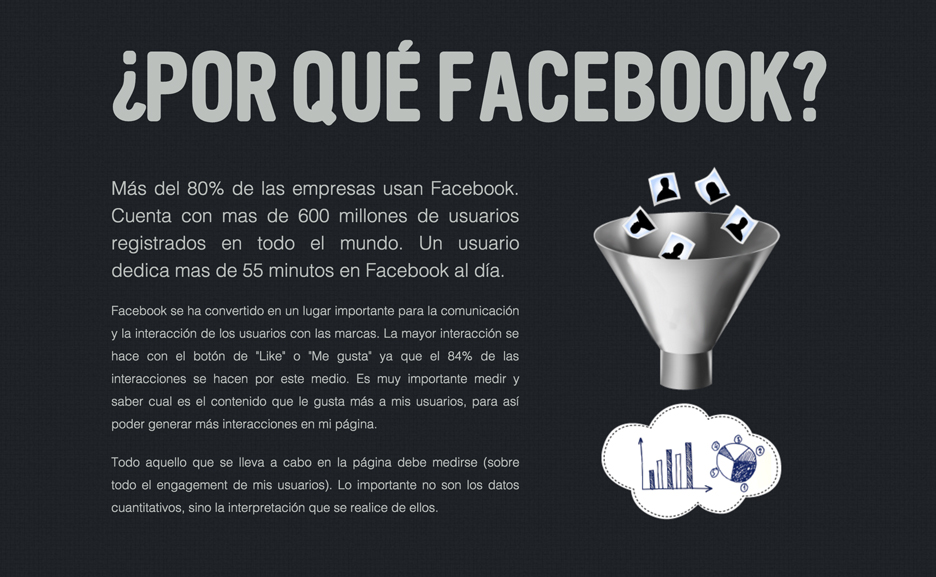 ¿POR QUÉ FACEBOOK?
Más del 80% de las empresas usan Facebook.
Cuenta con mas de 600 millones de usuarios
registrados en todo el mundo. Un usuario
dedica mas de 55 minutos en Facebook al día.
Facebook se ha convertido en un lugar importante para la comunicación
y la interacción de los usuarios con las marcas. La mayor interacción se
hace con el botón de "Like" o "Me gusta" ya que el 84% de las
interacciones se hacen por este medio. Es muy importante medir y
saber cual es el contenido que le gusta más a mis usuarios, para así
poder generar más interacciones en mi página.
Todo aquello que se lleva a cabo en la página debe medirse (sobre
todo el engagement de mis usuarios). Lo importante no son los datos
cuantitativos, sino la interpretación que se realice de ellos.